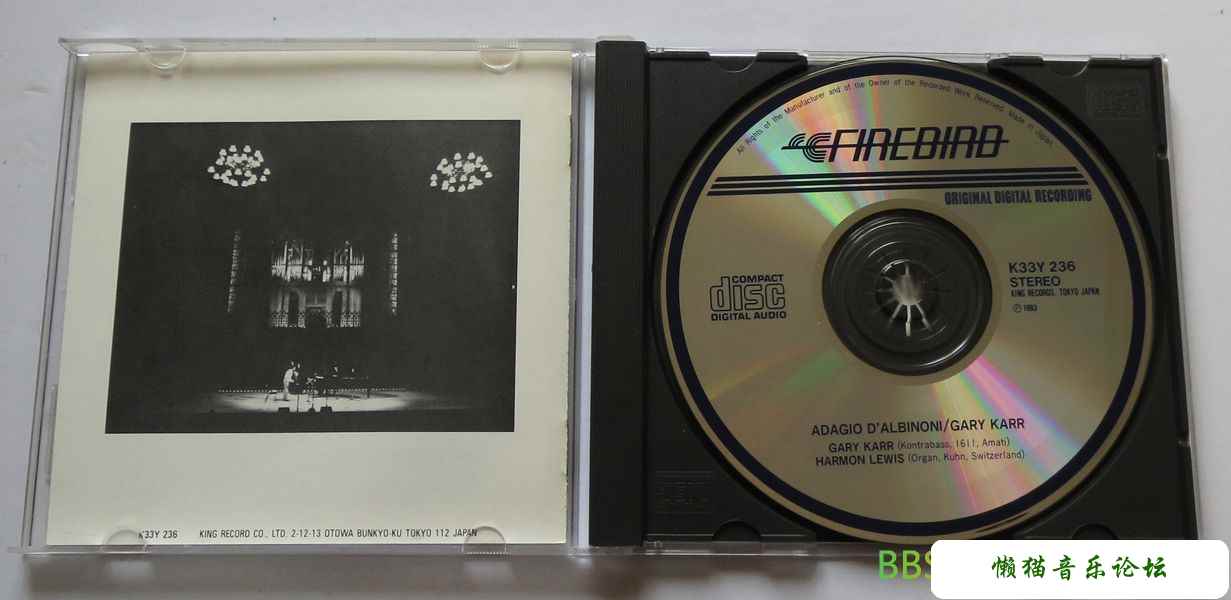 K33Y 236 KING RECORD CO., LTD. 2-12-13 OTOWA BUNKYO-KU TOKYO 112 JAPAN
All Rights of the Manufacturer and of the Owner of the Recorded Work Reserved. Made in Japan
FIREBIRD
ORIGINAL DIGITAL RECORDING
COMPACT
disc
DIGITAL AUDIO
K33Y 236
STEREO
KING RECORDS, TOKYO JAPAN
℗ 1983
ADAGIO D'ALBINONI/GARY KARR
GARY KARR (Kontrabass, 1611, Amati)
HARMON LEWIS (Organ, Kuhn, Switzerland)
BBS
懒猫音乐论坛